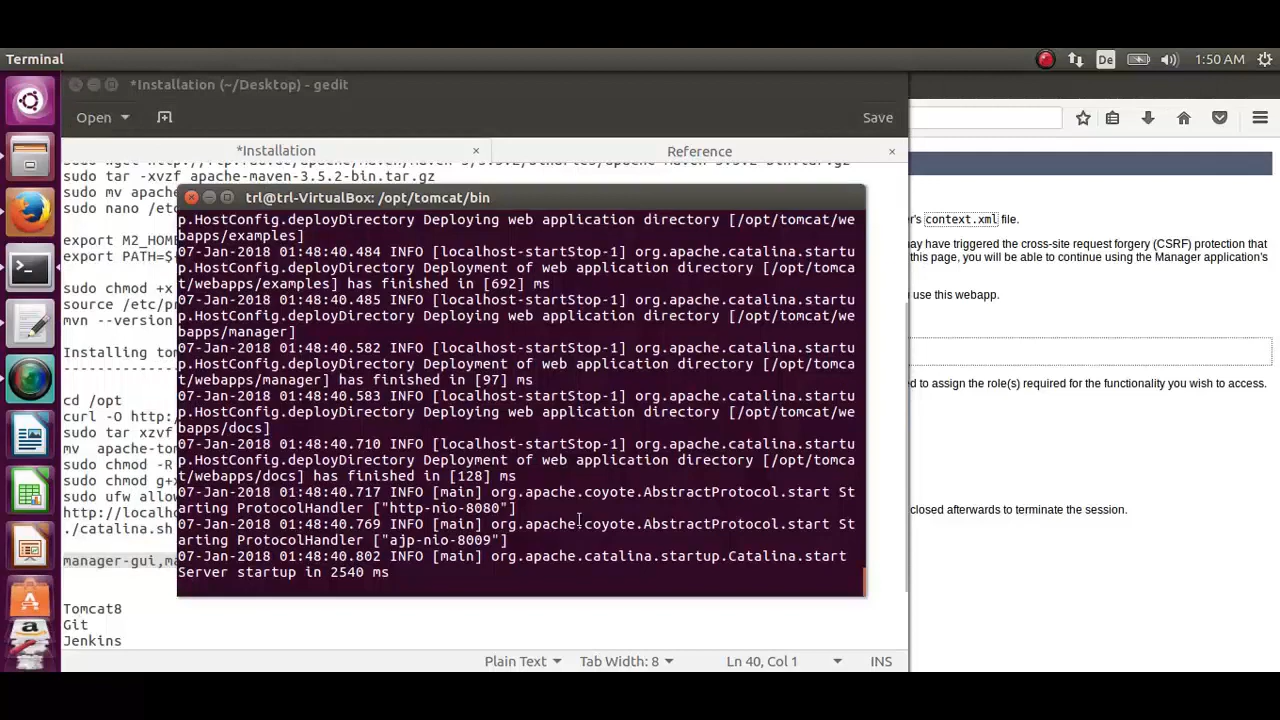 Terminal
De
1:50 AM
*Installation (~/Desktop) - gedit
Open
Save
*Installation
Reference
sudo tar -xvzf apache-maven-3.5.2-bin.tar.gz
sudo mv apache
sudo nano /etc
export M2_HOM
export PATH=$
sudo chmod +x
source /etc/pr
mvn --version
Installing tom
cd /opt
curl -O http:
sudo tar xzvf
mv apache-tom
sudo chmod -R
sudo chmod g+
sudo ufw allow
http://localho
./catalina.sh
manager-gui,ma
Tomcat8
Git
Jenkins
trl@trl-VirtualBox: /opt/tomcat/bin
p.HostConfig.deployDirectory Deploying web application directory [/opt/tomcat/we
bapps/examples]
07-Jan-2018 01:48:40.484 INFO [localhost-startStop-1] org.apache.catalina.startu
p.HostConfig.deployDirectory Deployment of web application directory [/opt/tomca
t/webapps/examples] has finished in [692] ms
07-Jan-2018 01:48:40.485 INFO [localhost-startStop-1] org.apache.catalina.startu
p.HostConfig.deployDirectory Deploying web application directory [/opt/tomcat/we
bapps/manager]
07-Jan-2018 01:48:40.582 INFO [localhost-startStop-1] org.apache.catalina.startu
p.HostConfig.deployDirectory Deployment of web application directory [/opt/tomca
t/webapps/manager] has finished in [97] ms
07-Jan-2018 01:48:40.583 INFO [localhost-startStop-1] org.apache.catalina.startu
p.HostConfig.deployDirectory Deploying web application directory [/opt/tomcat/we
bapps/docs]
07-Jan-2018 01:48:40.710 INFO [localhost-startStop-1] org.apache.catalina.startu
p.HostConfig.deployDirectory Deployment of web application directory [/opt/tomca
t/webapps/docs] has finished in [128] ms
07-Jan-2018 01:48:40.717 INFO [main] org.apache.coyote.AbstractProtocol.start St
arting ProtocolHandler ["http-nio-8080"]
07-Jan-2018 01:48:40.769 INFO [main] org.apache.coyote.AbstractProtocol.start St
arting ProtocolHandler ["ajp-nio-8009"]
07-Jan-2018 01:48:40.802 INFO [main] org.apache.catalina.startup.Catalina.start
Server startup in 2540 ms
Plain Text
Tab Width: 8
Ln 40, Col 1
INS
r's context.xml file.
may have triggered the cross-site request forgery (CSRF) protection that
this page, you will be able to continue using the Manager application's
use this webapp.
d to assign the role(s) required for the functionality you wish to access.
closed afterwards to terminate the session.